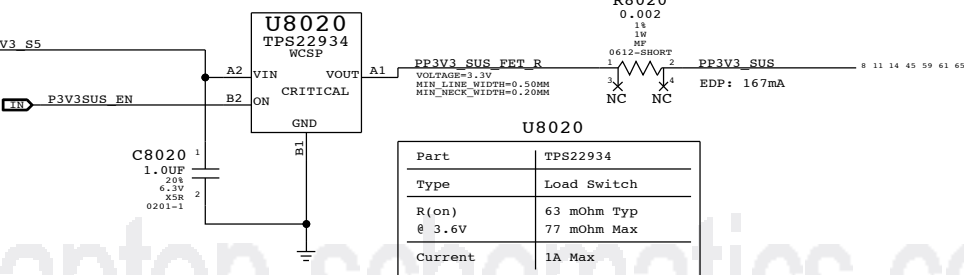 R8020
0.002
1%
1W
MF
0612-SHORT
U8020
TPS22934
WCSP
V3_S5
A2
VIN
VOUT
A1
CRITICAL
IN
P3V3SUS_EN
B2
ON
GND
B1
PP3V3_SUS_FET_R
VOLTAGE=3.3V
MIN_LINE_WIDTH=0.50MM
MIN_NECK_WIDTH=0.20MM
1
2
3
4
NC
NC
PP3V3_SUS
EDP: 167mA
8 11 14 45 59 61 65
C8020
1
1.0UF
20%
6.3V
X5R
2
0201-1
U8020
Part TPS22934
Type Load Switch
R(on) 63 mOhm Typ
@ 3.6V 77 mOhm Max
Current 1A Max